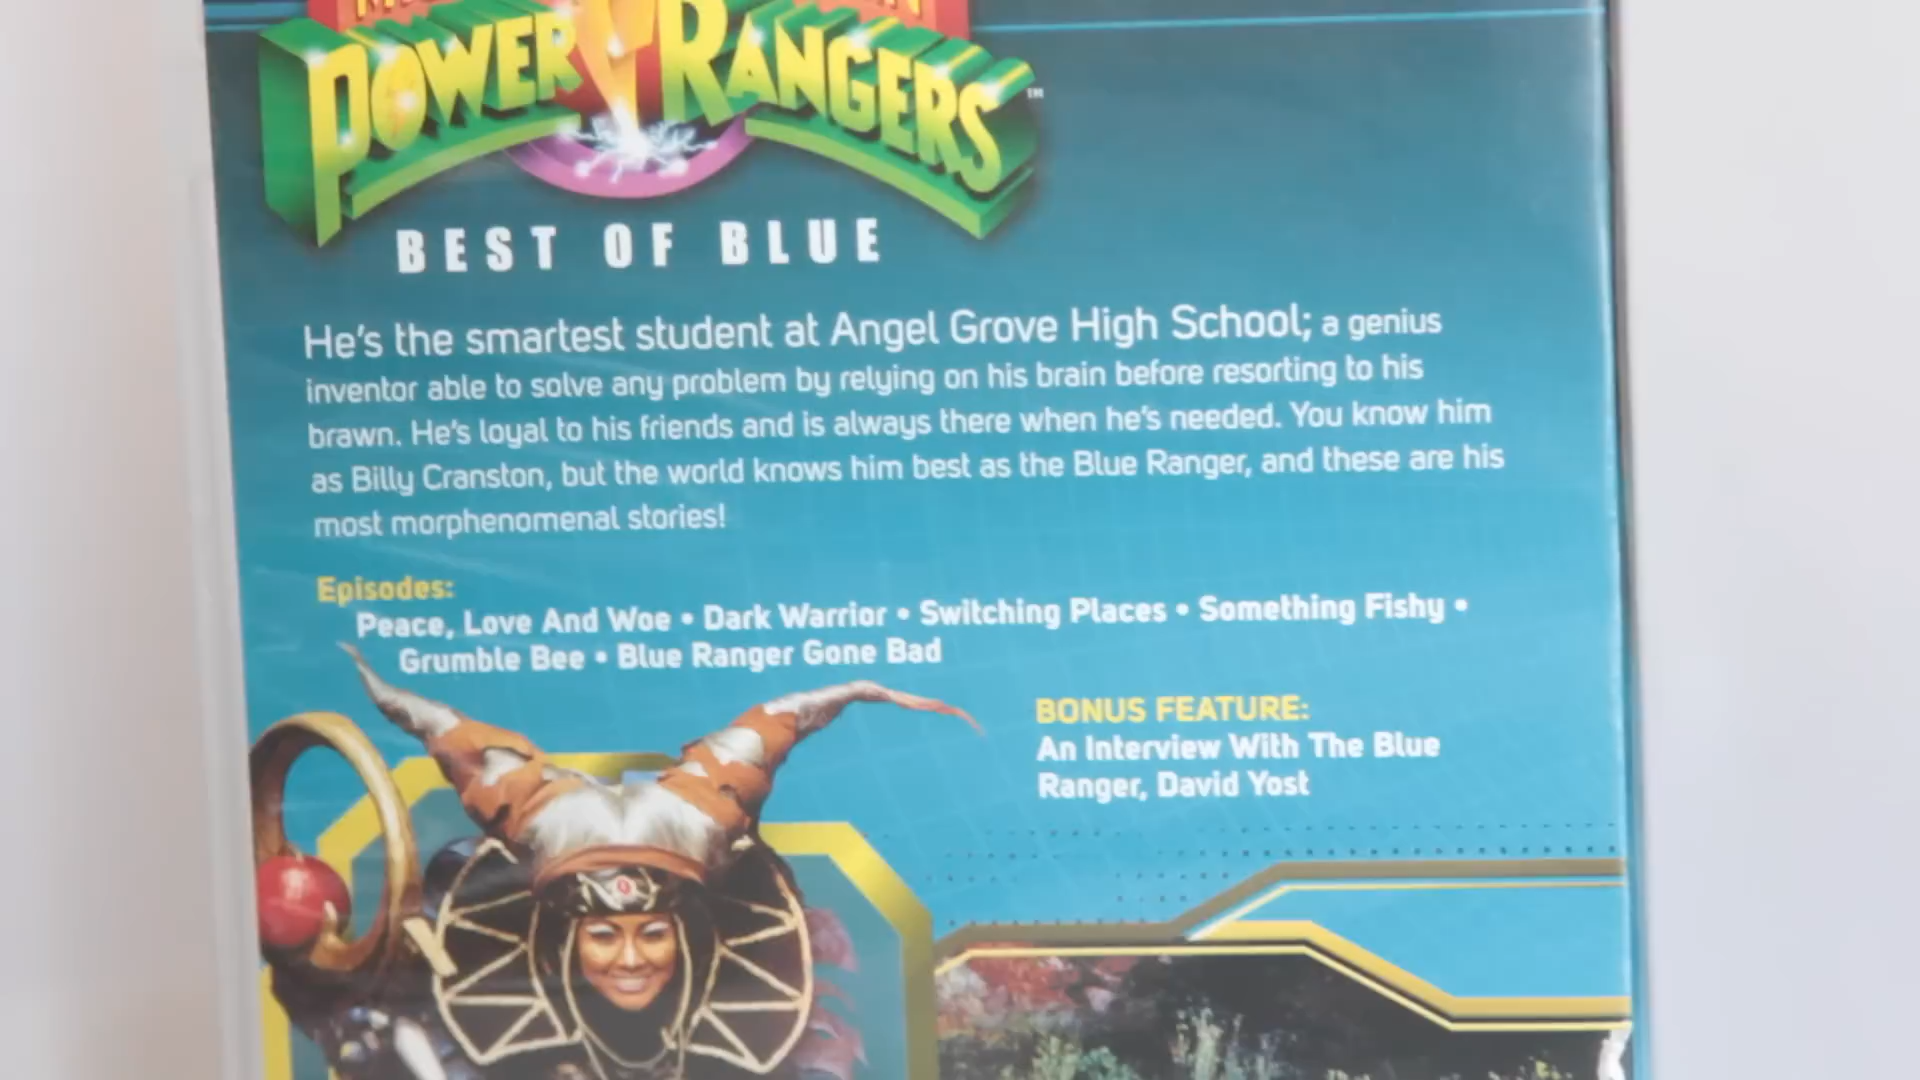 POWER RANGERS™
BEST OF BLUE
He's the smartest student at Angel Grove High School; a genius
inventor able to solve any problem by relying on his brain before resorting to his
brawn. He's loyal to his friends and is always there when he's needed. You know him
as Billy Cranston, but the world knows him best as the Blue Ranger, and these are his
most morphenomenal stories!
Episodes:
Peace, Love And Woe • Dark Warrior • Switching Places • Something Fishy •
Grumble Bee • Blue Ranger Gone Bad
BONUS FEATURE:
An Interview With The Blue
Ranger, David Yost